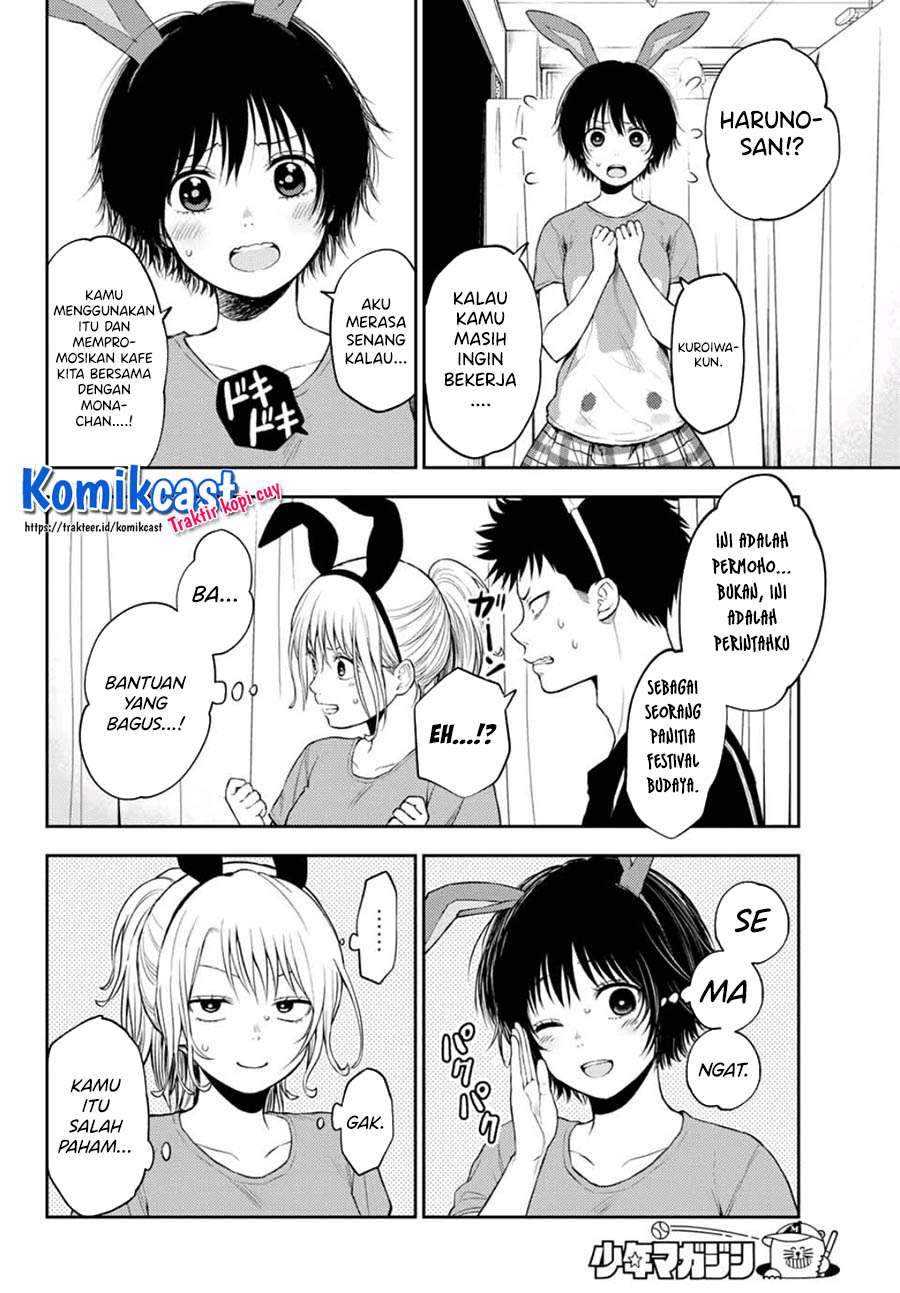 HARUNO-
SAN!?
KUROIWA-
KUN.
KALAU
KAMU
MASIH
INGIN
BEKERJA
....
AKU
MERASA
SENANG
KALAU...
KAMU
MENGGUNAKAN
ITU DAN
MEMPRO-
MOSIKAN KAFE
KITA BERSAMA
DENGAN
MONA-
CHAN....!
ドキ
ドキ
Komikcast
https://trakteer.id/komikcast
Traktir kopi cuy
INI ADALAH
PERMOHO...
BUKAN, INI
ADALAH
PERINTAHKU
SEBAGAI
SEORANG
PANITIA
FESTIVAL
BUDAYA.
ガーン
EH...!?
BA...
BANTUAN
YANG
BAGUS...!
SE
MA
NGAT.
パクパク
......
GAK.
KAMU
ITU
SALAH
PAHAM...
少年マガジン
M